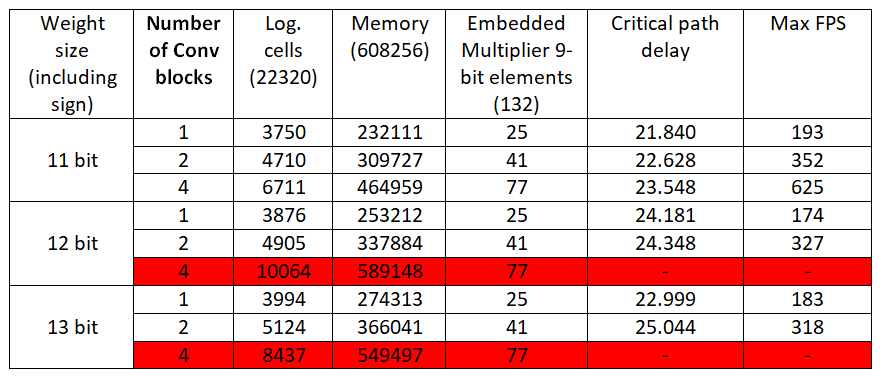 Weight size (including sign) | Number of Conv blocks | Log. cells (22320) | Memory (608256) | Embedded Multiplier 9-bit elements (132) | Critical path delay | Max FPS
11 bit | 1 | 3750 | 232111 | 25 | 21.840 | 193
2 | 4710 | 309727 | 41 | 22.628 | 352
4 | 6711 | 464959 | 77 | 23.548 | 625
12 bit | 1 | 3876 | 253212 | 25 | 24.181 | 174
2 | 4905 | 337884 | 41 | 24.348 | 327
4 | 10064 | 589148 | 77 | - | -
13 bit | 1 | 3994 | 274313 | 25 | 22.999 | 183
2 | 5124 | 366041 | 41 | 25.044 | 318
4 | 8437 | 549497 | 77 | - | -